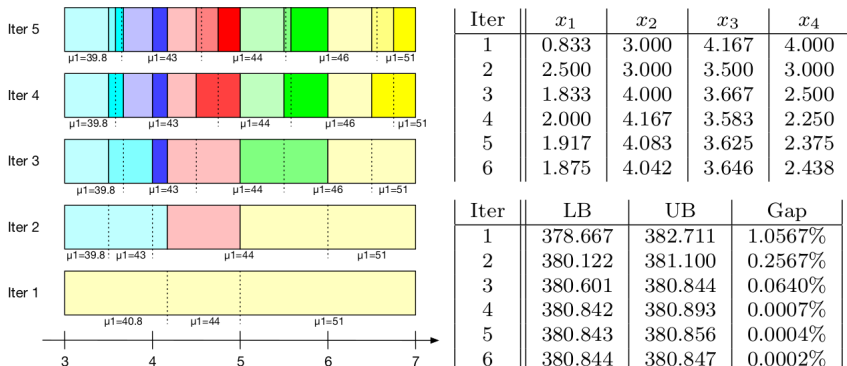 Iter 5
μ1=39.8 μ1=43 μ1=44 μ1=46 μ1=51
Iter 4
μ1=39.8 μ1=43 μ1=44 μ1=46 μ1=51
Iter 3
μ1=39.8 μ1=43 μ1=44 μ1=46 μ1=51
Iter 2
μ1=39.8 μ1=43 μ1=44 μ1=51
Iter 1
μ1=40.8 μ1=44 μ1=51
3 4 5 6 7
Iter x1 x2 x3 x4
1 0.833 3.000 4.167 4.000
2 2.500 3.000 3.500 3.000
3 1.833 4.000 3.667 2.500
4 2.000 4.167 3.583 2.250
5 1.917 4.083 3.625 2.375
6 1.875 4.042 3.646 2.438
Iter LB UB Gap
1 378.667 382.711 1.0567%
2 380.122 381.100 0.2567%
3 380.601 380.844 0.0640%
4 380.842 380.893 0.0007%
5 380.843 380.856 0.0004%
6 380.844 380.847 0.0002%